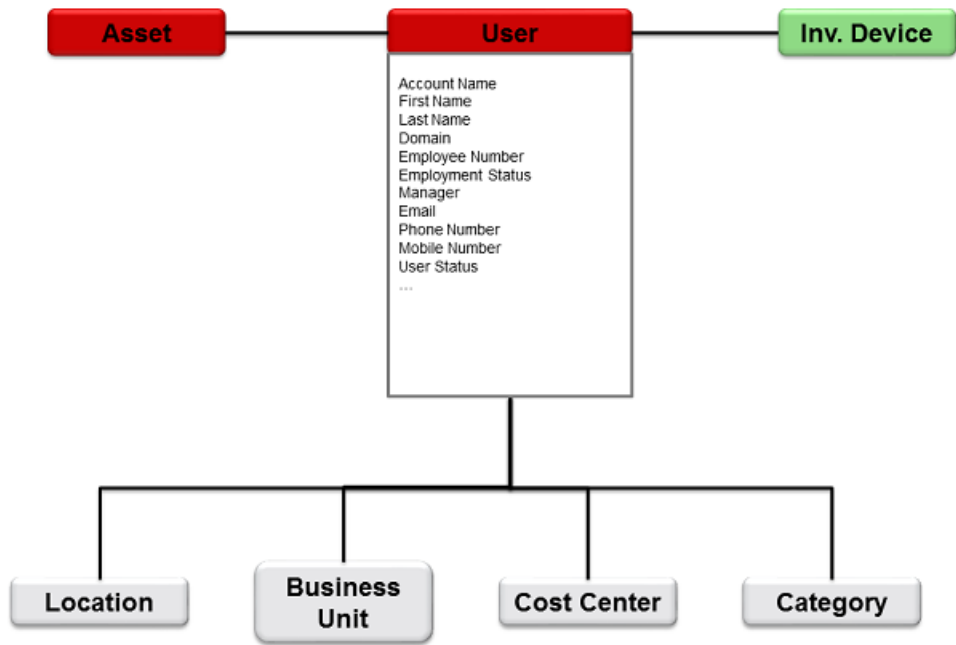 Asset
User
Inv. Device
Account Name
First Name
Last Name
Domain
Employee Number
Employment Status
Manager
Email
Phone Number
Mobile Number
User Status
...
Location
Business
Unit
Cost Center
Category